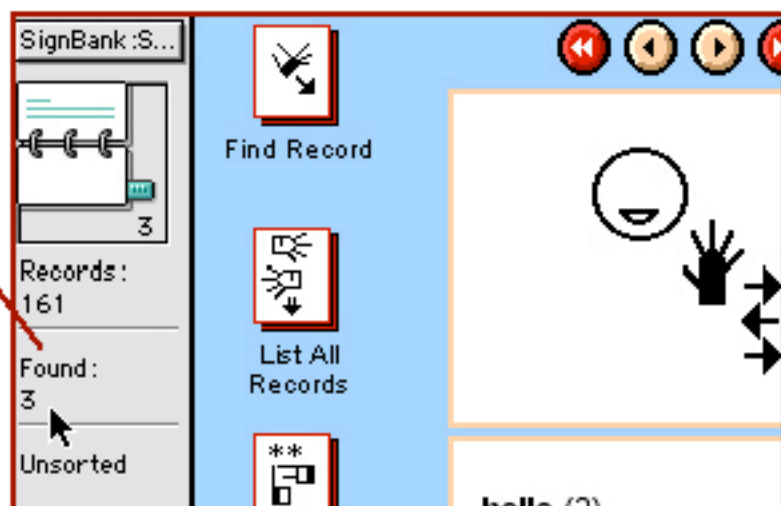 SignBank :S...
3
Records:
161
Found:
3
Unsorted
Find Record
List All
Records
**
hello (2)